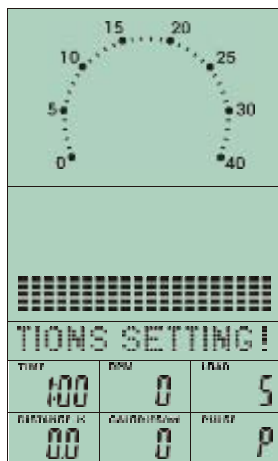 15 20
10 25
5 30
0 40
TIONS SETTING!
TIME RPM LOAD
1:00 0 5
DISTANCE
0.0 0 P
CALORIES PULSE